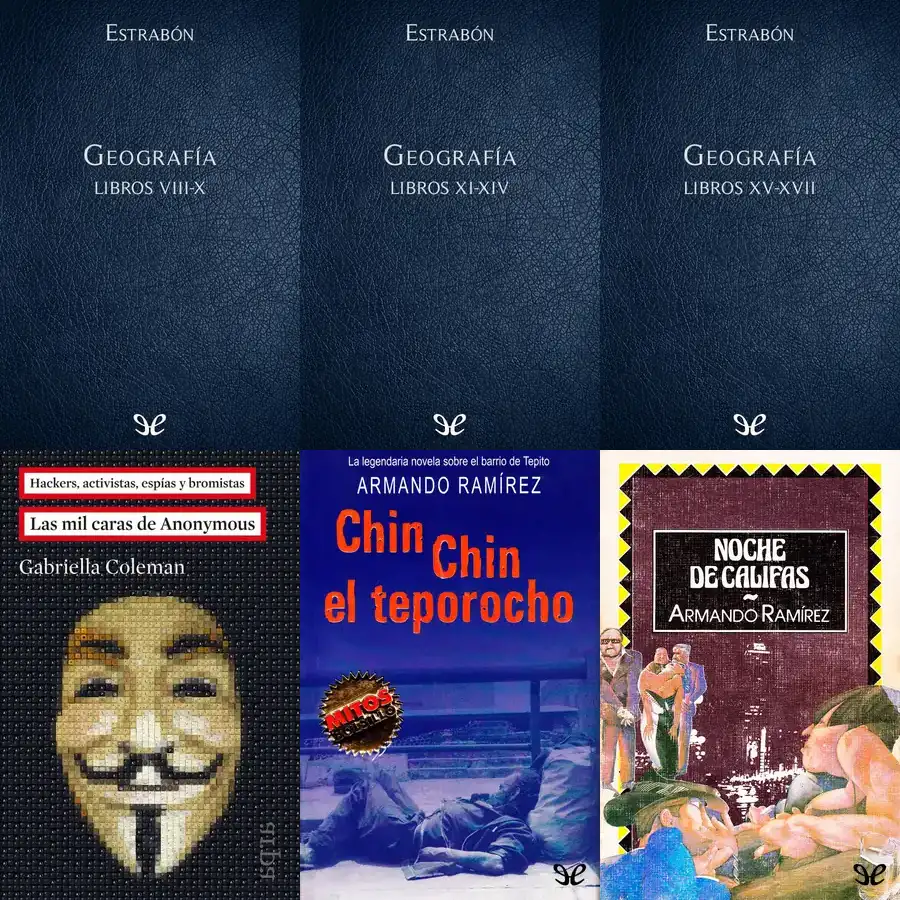 Estrabón
Geografía
LIBROS VIII-X
Estrabón
Geografía
LIBROS XI-XIV
Estrabón
Geografía
LIBROS XV-XVII
Hackers, activistas, espías y bromistas
Las mil caras de Anonymous
Gabriella Coleman
La legendaria novela sobre el barrio de Tepito
ARMANDO RAMÍREZ
Chin
Chin
el teporocho
MITOS
BOLSILLO
NOCHE
DE CALIFAS
~
ARMANDO RAMÍREZ